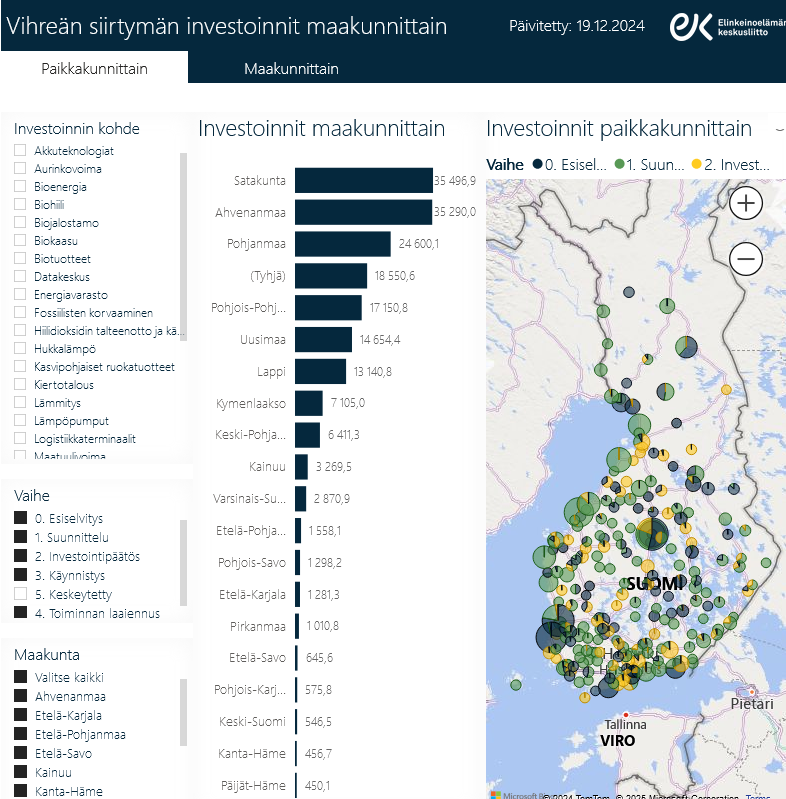 Vihreän siirtymän investoinnit maakunnittain
Päivitetty: 19.12.2024
ek
Elinkeinoelämän
keskusliitto
Paikkakunnittain
Maakunnittain
Investoinnin kohde
Akkuteknologiat
Aurinkovoima
Bioenergia
Biohiili
Biojalostamo
Biokaasu
Biotuotteet
Datakeskus
Energiavarasto
Fossiilisten korvaaminen
Hiilidioksidin talteenotto ja kä...
Hukkalämpö
Kasvipohjaiset ruokatuotteet
Kiertotalous
Lämmitys
Lämpöpumput
Logistiikkaterminaalit
Maatuulivoima
Vaihe
0. Esiselvitys
1. Suunnittelu
2. Investointipäätös
3. Käynnistys
5. Keskeytetty
4. Toiminnan laajennus
Maakunta
Valitse kaikki
Ahvenanmaa
Etelä-Karjala
Etelä-Pohjanmaa
Etelä-Savo
Kainuu
Kanta-Häme
Investoinnit maakunnittain
Satakunta 35 496,9
Ahvenanmaa 35 290,0
Pohjanmaa 24 600,1
(Tyhjä) 18 550,6
Pohjois-Pohj... 17 150,8
Uusimaa 14 654,4
Lappi 13 140,8
Kymenlaakso 7 105,0
Keski-Pohja... 6 411,3
Kainuu 3 269,5
Varsinais-Su... 2 870,9
Etelä-Pohja... 1 558,1
Pohjois-Savo 1 298,2
Etelä-Karjala 1 281,3
Pirkanmaa 1 010,8
Etelä-Savo 645,6
Pohjois-Karj... 575,8
Keski-Suomi 546,5
Kanta-Häme 456,7
Päijät-Häme 450,1
Investoinnit paikkakunnittain
Vaihe 0. Esisel... 1. Suun... 2. Invest...
SUOMI
Pietari
Tallinna
VIRO
Microsoft
© 2024 TomTom, © 2025 Microsoft Corporation Terms